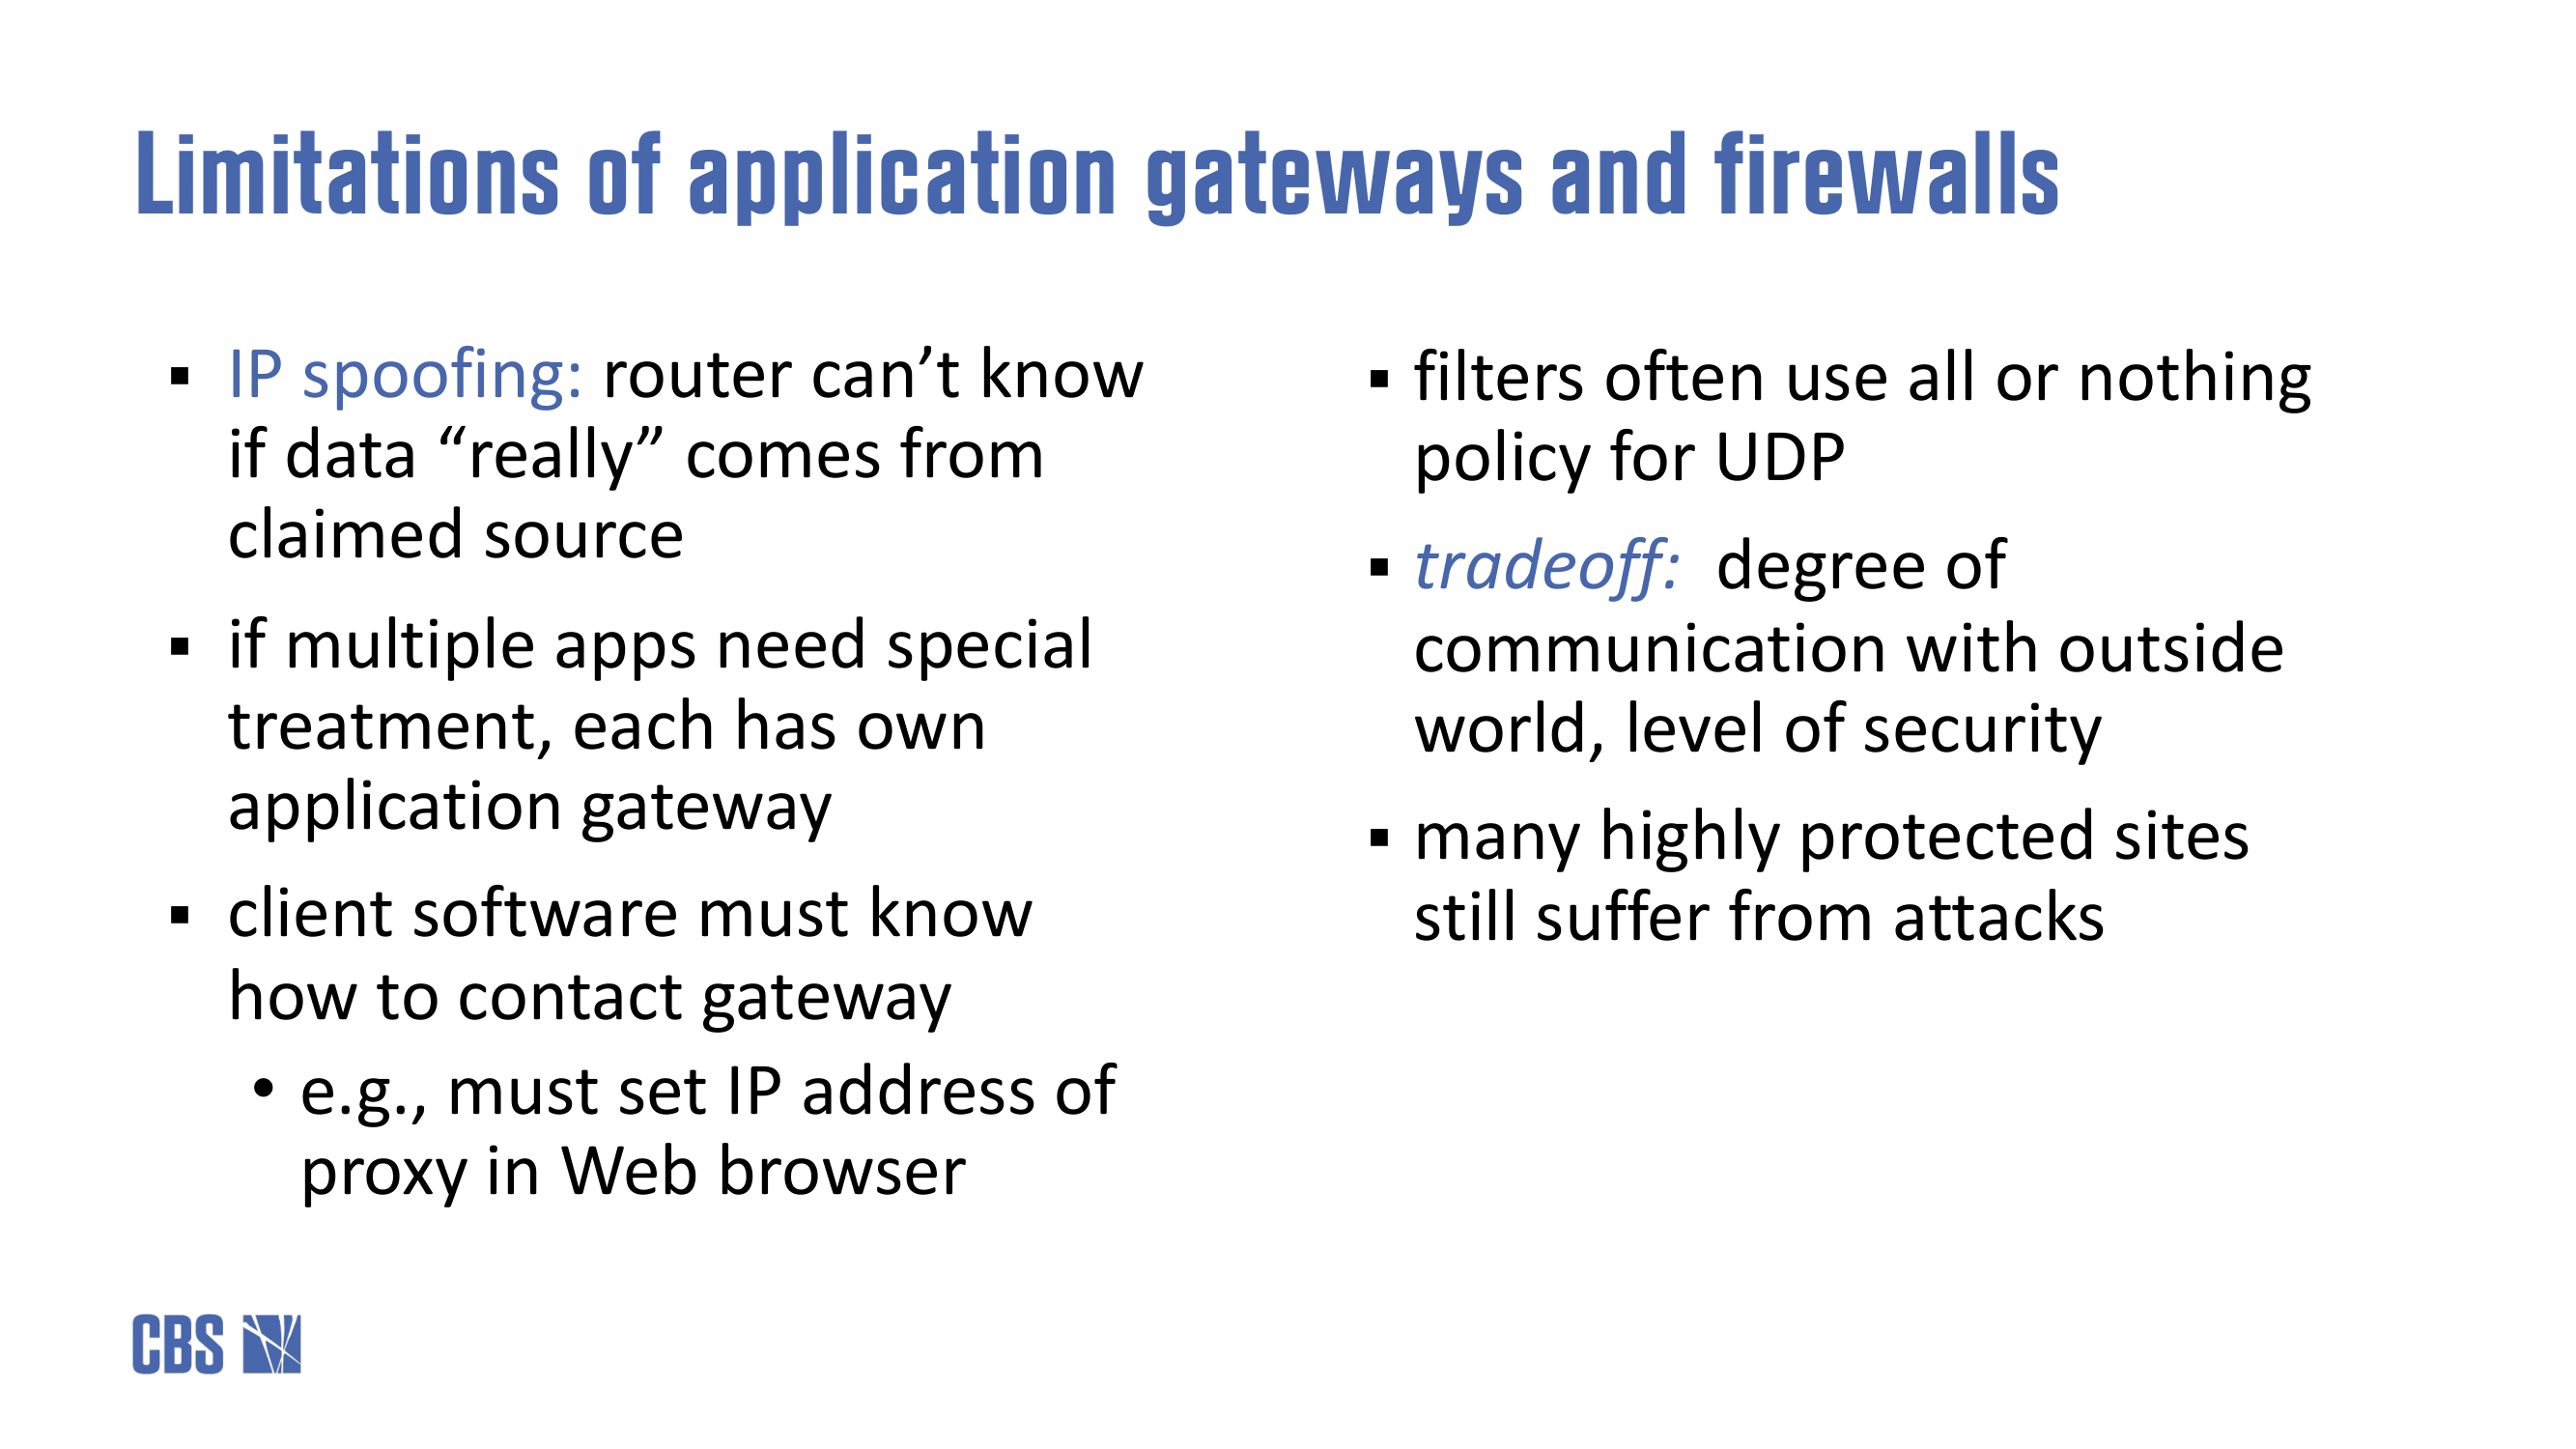 Limitations of application gateways and firewalls
▪ IP spoofing: router can’t know
if data “really” comes from
claimed source
▪ if multiple apps need special
treatment, each has own
application gateway
▪ client software must know
how to contact gateway
• e.g., must set IP address of
proxy in Web browser
▪ filters often use all or nothing
policy for UDP
▪ tradeoff: degree of
communication with outside
world, level of security
▪ many highly protected sites
still suffer from attacks
CBS